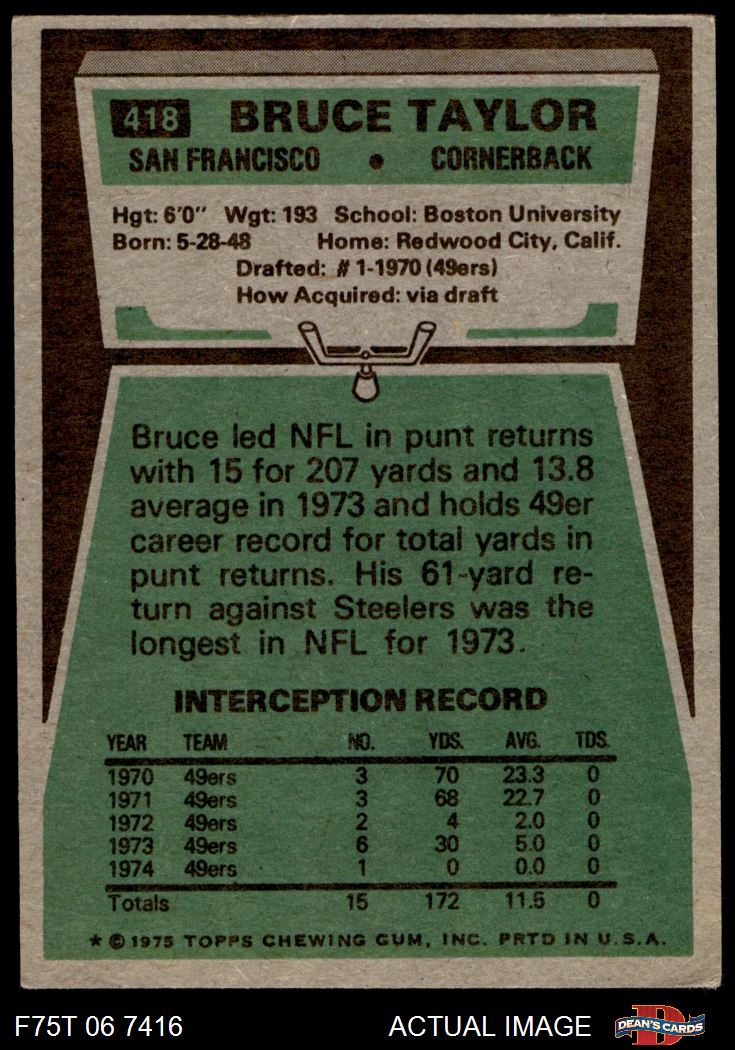 418 BRUCE TAYLOR
SAN FRANCISCO • CORNERBACK
Hgt: 6'0" Wgt: 193 School: Boston University
Born: 5-28-48 Home: Redwood City, Calif.
Drafted: # 1-1970 (49ers)
How Acquired: via draft
Bruce led NFL in punt returns
with 15 for 207 yards and 13.8
average in 1973 and holds 49er
career record for total yards in
punt returns. His 61-yard re-
turn against Steelers was the
longest in NFL for 1973.
INTERCEPTION RECORD
YEAR TEAM NO. YDS. AVG. TDS.
1970 49ers 3 70 23.3 0
1971 49ers 3 68 22.7 0
1972 49ers 2 4 2.0 0
1973 49ers 6 30 5.0 0
1974 49ers 1 0 0.0 0
Totals 15 172 11.5 0
* © 1975 TOPPS CHEWING GUM, INC. PRTD IN U.S.A.
F75T 06 7416 ACTUAL IMAGE D DEAN'S CARDS